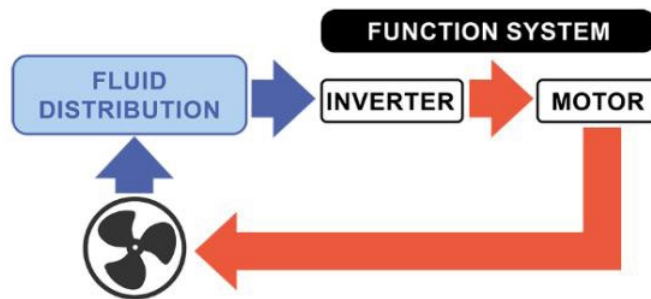 FUNCTION SYSTEM
FLUID
DISTRIBUTION
INVERTER
MOTOR